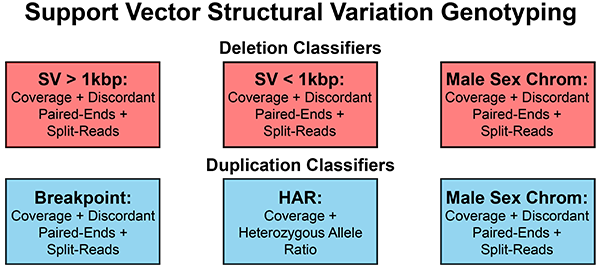 Support Vector Structural Variation Genotyping
Deletion Classifiers
SV > 1kbp:
Coverage + Discordant
Paired-Ends +
Split-Reads
SV < 1kbp:
Coverage + Discordant
Paired-Ends +
Split-Reads
Male Sex Chrom:
Coverage + Discordant
Paired-Ends +
Split-Reads
Duplication Classifiers
Breakpoint:
Coverage + Discordant
Paired-Ends +
Split-Reads
HAR:
Coverage +
Heterozygous Allele
Ratio
Male Sex Chrom:
Coverage + Discordant
Paired-Ends +
Split-Reads